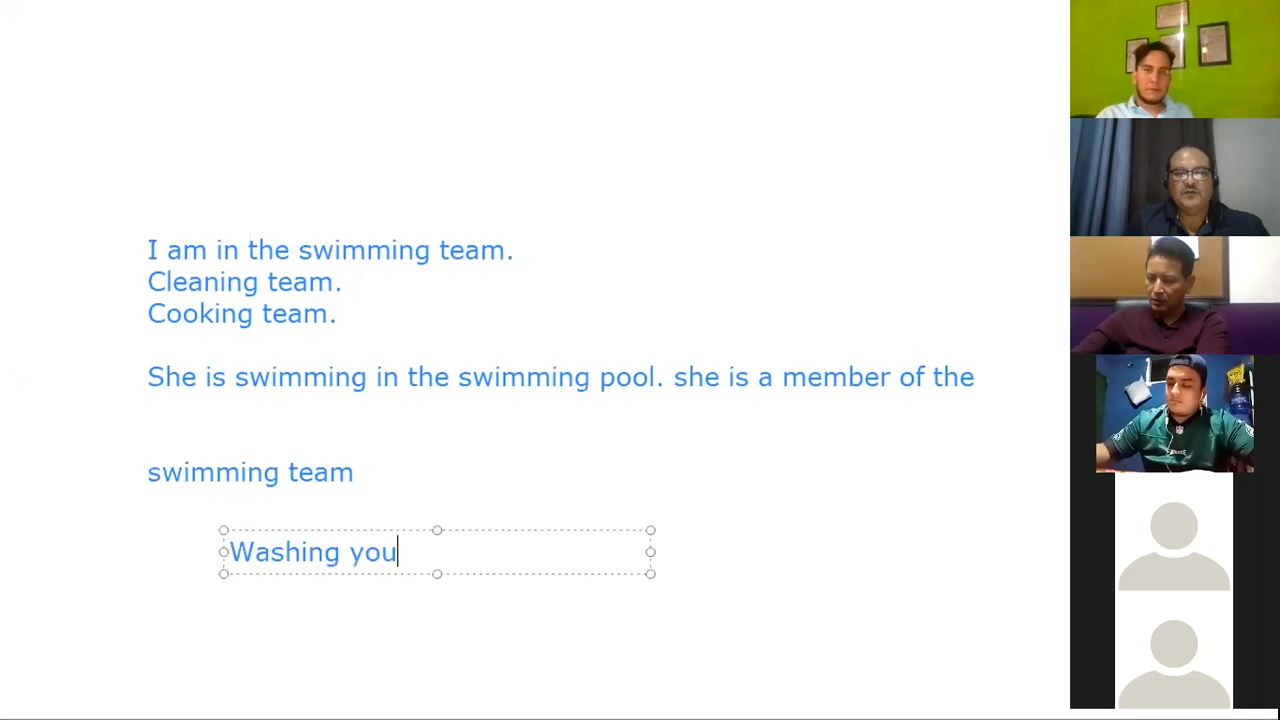 I am in the swimming team.
Cleaning team.
Cooking team.
She is swimming in the swimming pool. she is a member of the
swimming team
Washing you